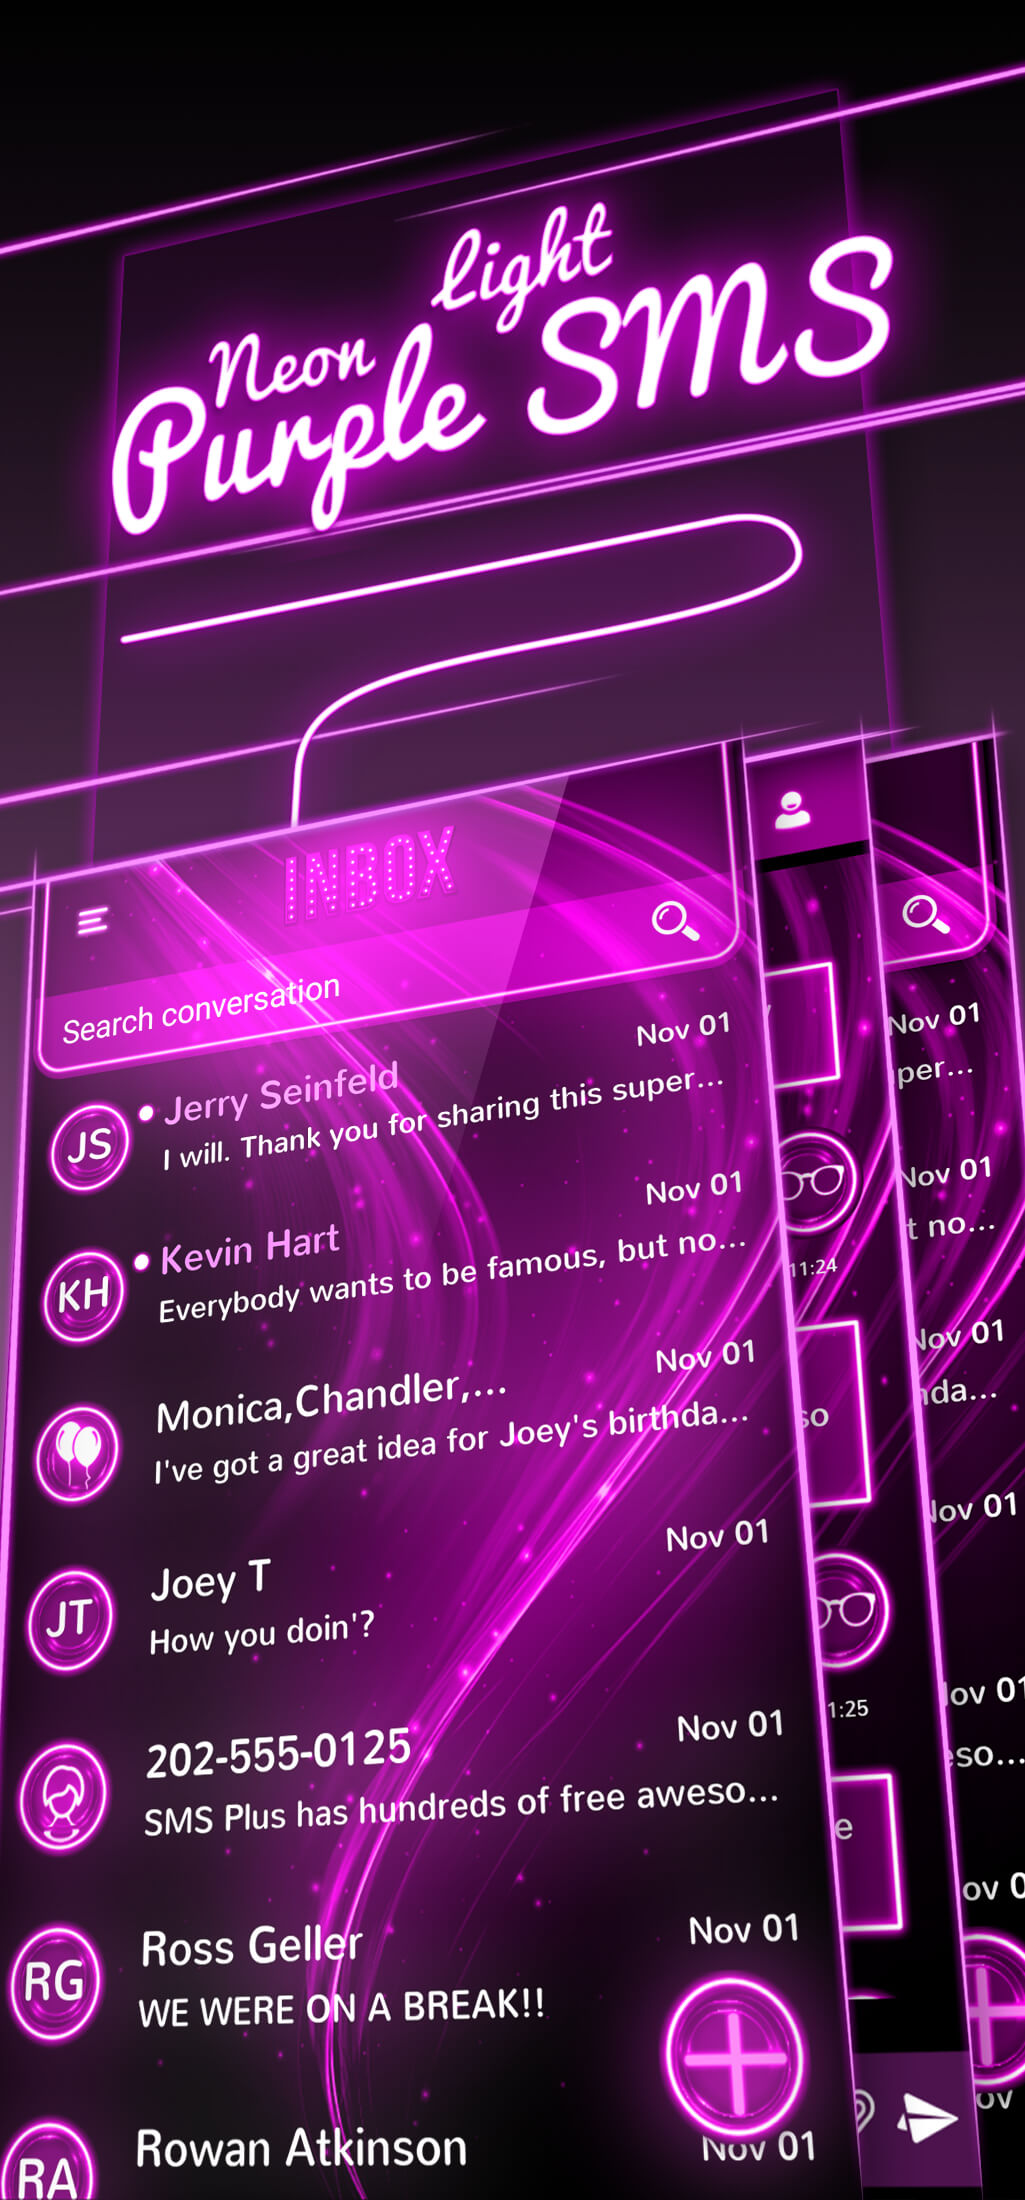 Neon Light
Purple SMS
INBOX
Search conversation
Nov 01
JS
Jerry Seinfeld
I will. Thank you for sharing this super...
Nov 01
KH
Kevin Hart
Everybody wants to be famous, but no...
Nov 01
Monica,Chandler,...
I've got a great idea for Joey's birthda...
Nov 01
JT
Joey T
How you doin'?
Nov 01
202-555-0125
SMS Plus has hundreds of free aweso...
Nov 01
RG
Ross Geller
WE WERE ON A BREAK!!
Nov 01
RA
Rowan Atkinson
11:24
so
1:25
e
Nov 01
per...
Nov 01
t no...
Nov 01
da...
Nov 01
ov 01
so...
ov 0
ov